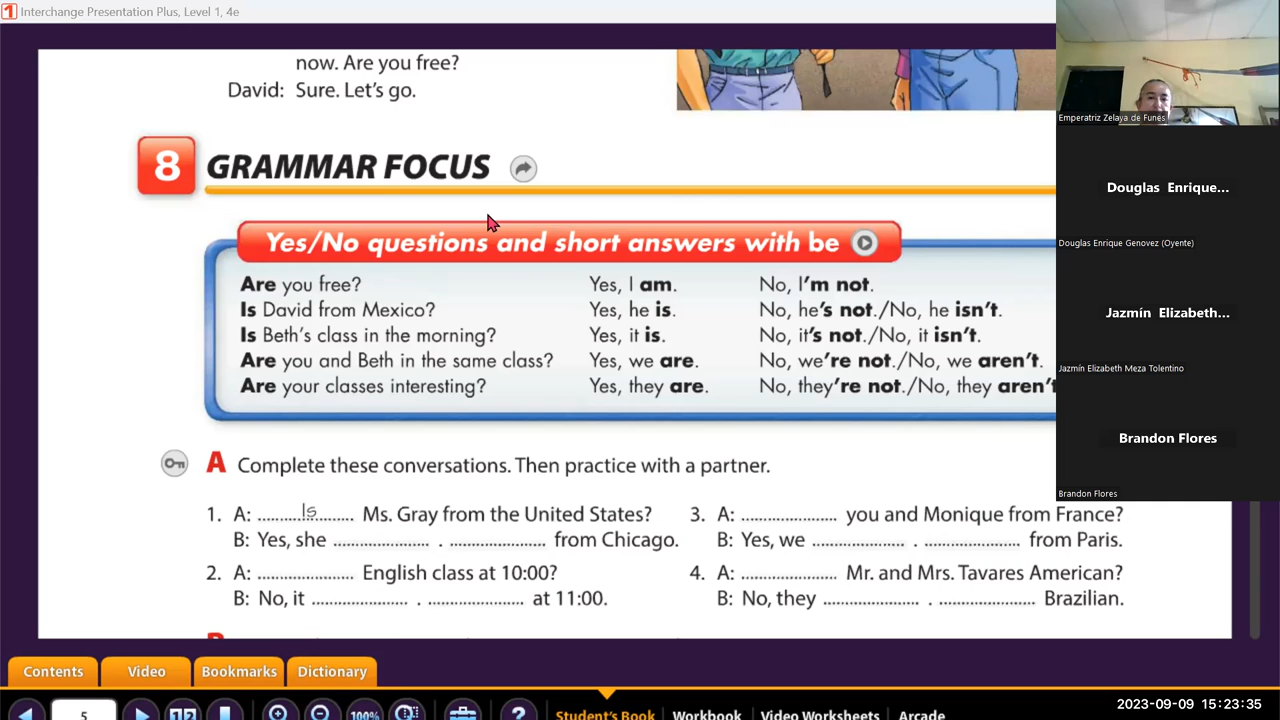 Interchange Presentation Plus, Level 1, 4e
now. Are you free?
David: Sure. Let's go.
8 GRAMMAR FOCUS
Yes/No questions and short answers with be
Are you free? Yes, I am. No, I'm not.
Is David from Mexico? Yes, he is. No, he's not./No, he isn't.
Is Beth's class in the morning? Yes, it is. No, it's not./No, it isn't.
Are you and Beth in the same class? Yes, we are. No, we're not./No, we aren't.
Are your classes interesting? Yes, they are. No, they're not./No, they aren't
A Complete these conversations. Then practice with a partner.
1. A: ......Is...... Ms. Gray from the United States?
B: Yes, she .................... . .................... from Chicago.
2. A: .................... English class at 10:00?
B: No, it .................... . .................... at 11:00.
3. A: .................... you and Monique from France?
B: Yes, we .................... . .................... from Paris.
4. A: .................... Mr. and Mrs. Tavares American?
B: No, they .................... . .................... Brazilian.
Emperatriz Zelaya de Funes
Douglas Enrique...
Douglas Enrique Genovez (Oyente)
Jazmín Elizabeth...
Jazmín Elizabeth Meza Tolentino
Brandon Flores
Brandon Flores
Contents Video Bookmarks Dictionary
5 1|2 100% ? Student's Book Workbook Video Worksheets Arcade
2023-09-09 15:23:35